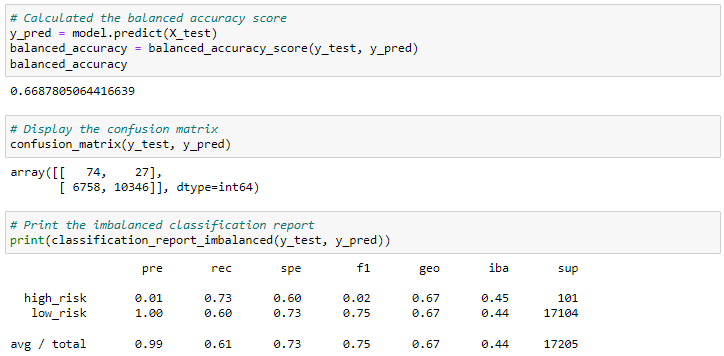 # Calculated the balanced accuracy score
y_pred = model.predict(X_test)
balanced_accuracy = balanced_accuracy_score(y_test, y_pred)
balanced_accuracy
0.6687805064416639
# Display the confusion matrix
confusion_matrix(y_test, y_pred)
array([[   74,    27],
       [ 6758, 10346]], dtype=int64)
# Print the imbalanced classification report
print(classification_report_imbalanced(y_test, y_pred))
pre rec spe f1 geo iba sup
high_risk 0.01 0.73 0.60 0.02 0.67 0.45 101
low_risk 1.00 0.60 0.73 0.75 0.67 0.44 17104
avg / total 0.99 0.61 0.73 0.75 0.67 0.44 17205